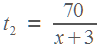 t₂ = 70/(x+3)